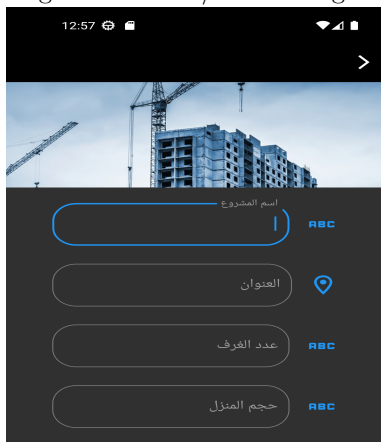 12:57
>
اسم المشروع
ABC
العنوان
عدد الغرف
ABC
حجم المنزل
ABC